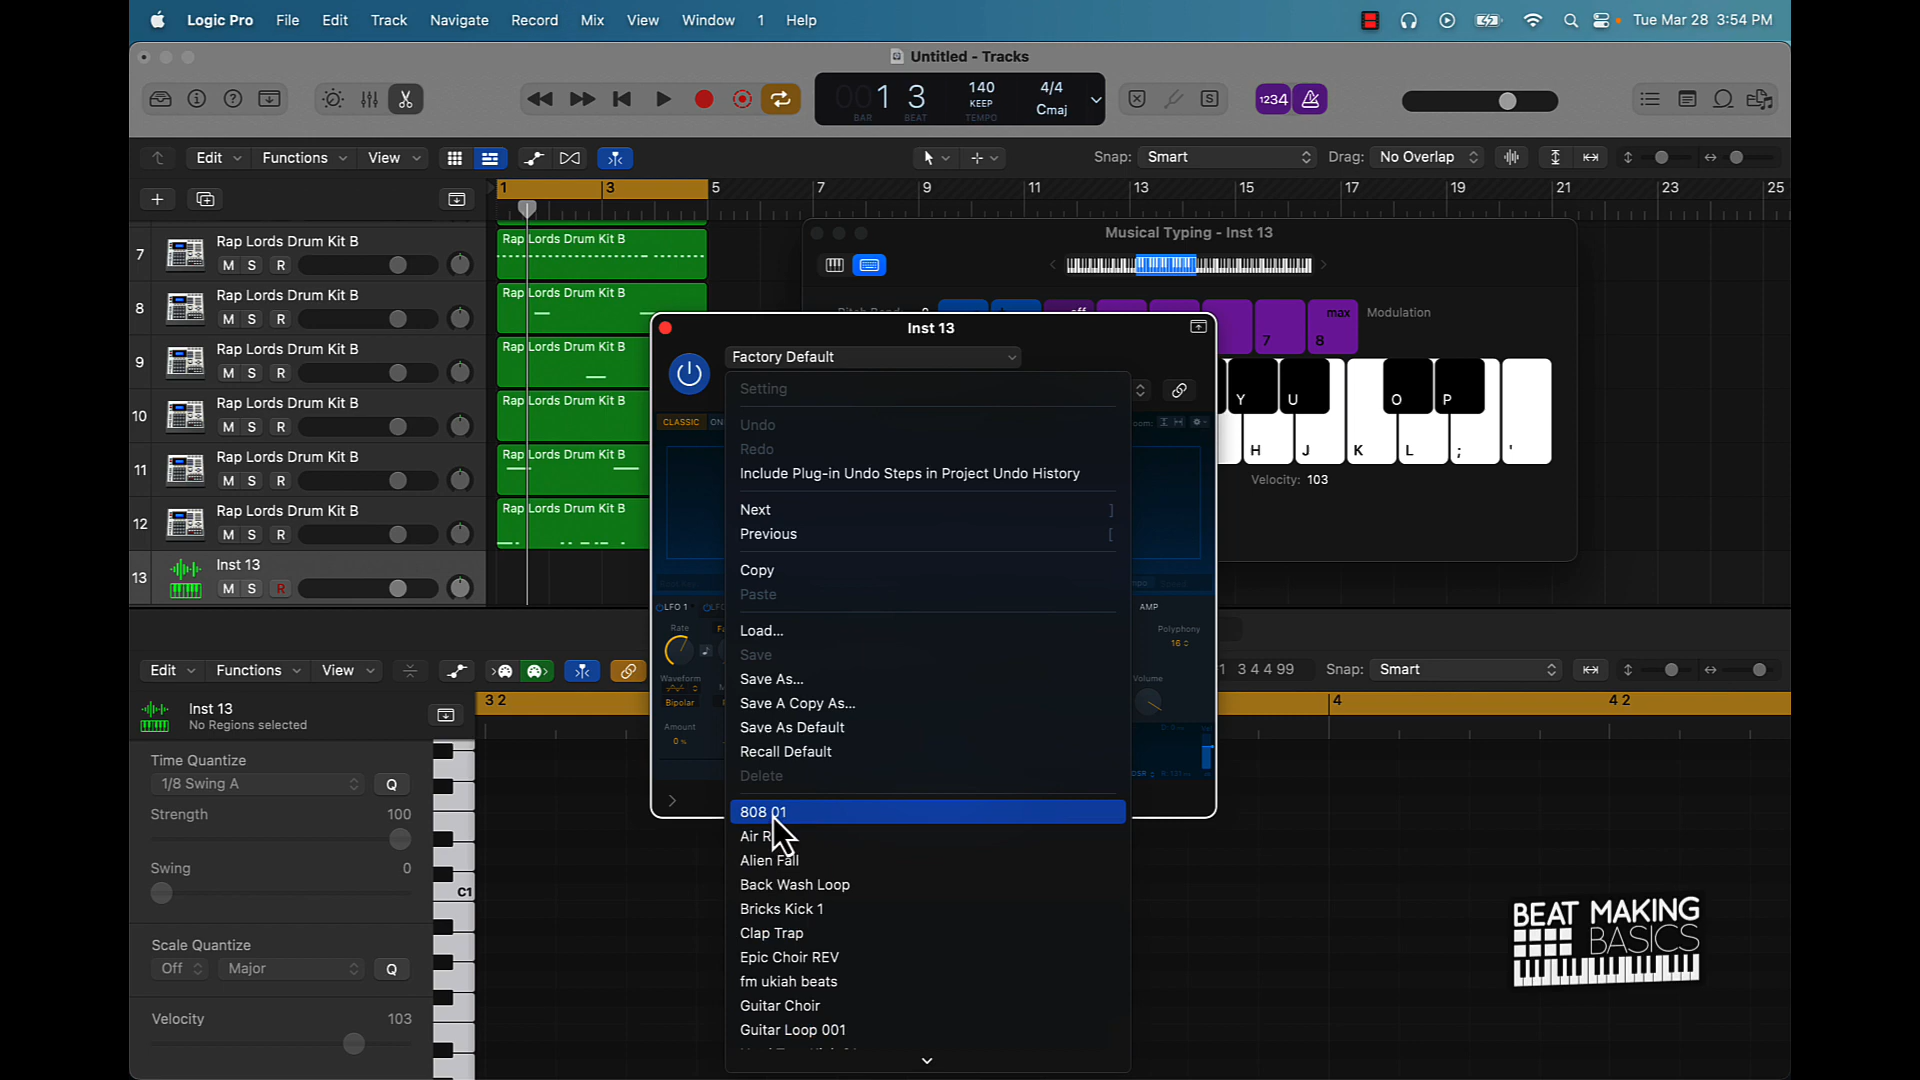 Logic Pro File Edit Track Navigate Record Mix View Window 1 Help
Tue Mar 28 3:54 PM
Untitled - Tracks
001 3
BAR BEAT
140
KEEP
TEMPO
4/4
Cmaj
S
1234
Edit Functions View
Snap: Smart
Drag: No Overlap
1 3 5 7 9 11 13 15 17 19 21 23 25
7 Rap Lords Drum Kit B
M S R
Rap Lords Drum Kit B
8 Rap Lords Drum Kit B
M S R
Rap Lords Drum Kit B
9 Rap Lords Drum Kit B
M S R
Rap Lords Drum Kit B
10 Rap Lords Drum Kit B
M S R
Rap Lords Drum Kit B
11 Rap Lords Drum Kit B
M S R
Rap Lords Drum Kit B
12 Rap Lords Drum Kit B
M S R
Rap Lords Drum Kit B
13 Inst 13
M S R
Musical Typing - Inst 13
max
7 8
Modulation
Y U O P
H J K L ; '
Velocity: 103
Inst 13
Factory Default
CLASSIC
Setting
Undo
Redo
Include Plug-in Undo Steps in Project Undo History
Next ]
Previous [
Copy
Paste
Load...
Save
Save As...
Save A Copy As...
Save As Default
Recall Default
Delete
808 01
Alien Fall
Back Wash Loop
Bricks Kick 1
Clap Trap
Epic Choir REV
fm ukiah beats
Guitar Choir
Guitar Loop 001
LFO 1
Rate
Waveform
Bipolar
Amount
0 %
AMP
Polyphony
16
Volume
Edit Functions View
1 3 4 4 99
Snap: Smart
3 2
4
4 2
Inst 13
No Regions selected
Time Quantize
1/8 Swing A Q
Strength 100
Swing 0
Scale Quantize
Off Major Q
Velocity 103
C1
BEAT MAKING
BASICS